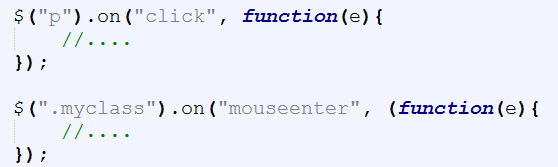 $("p").on("click", function(e){
//....
});
$(".myclass").on("mouseenter", (function(e){
//....
});